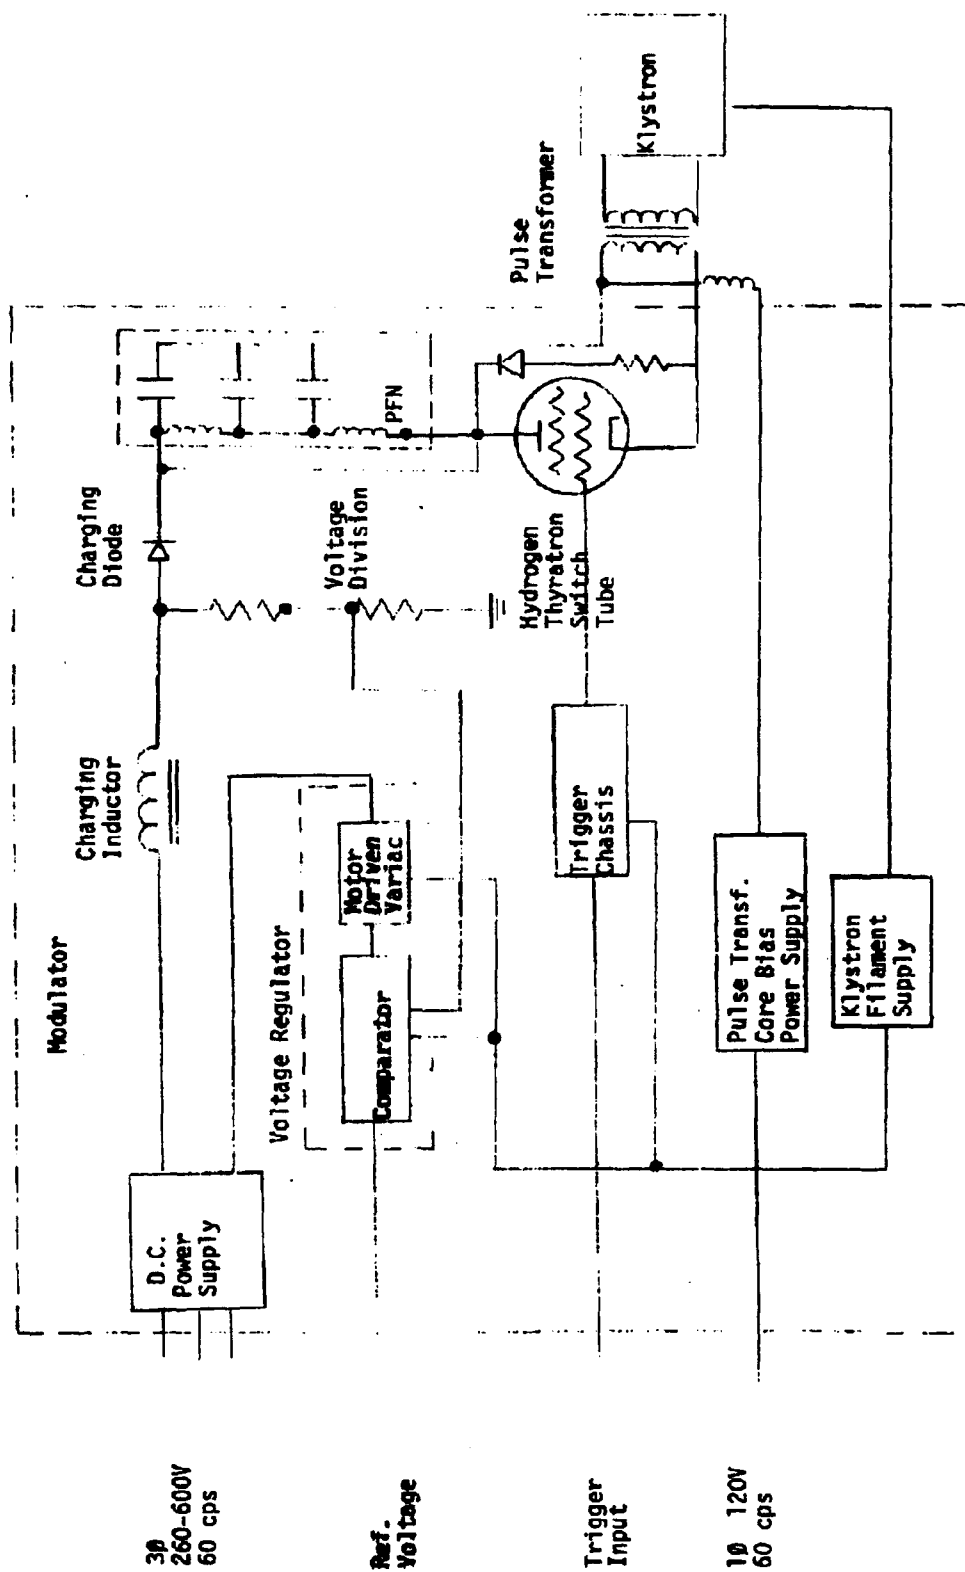 3Ø
260-600V
60 cps
Ref.
Voltage
Trigger
Input
1Ø 120V
60 cps
Modulator
D.C.
Power
Supply
Charging
Inductor
Charging
Diode
Voltage Regulator
Comparator
Motor
Driven
Variac
Voltage
Division
PFN
Trigger
Chassis
Hydrogen
Thyratron
Switch
Tube
Pulse
Transformer
Klystron
Pulse Transf.
Core Bias
Power Supply
Klystron
Filament
Supply